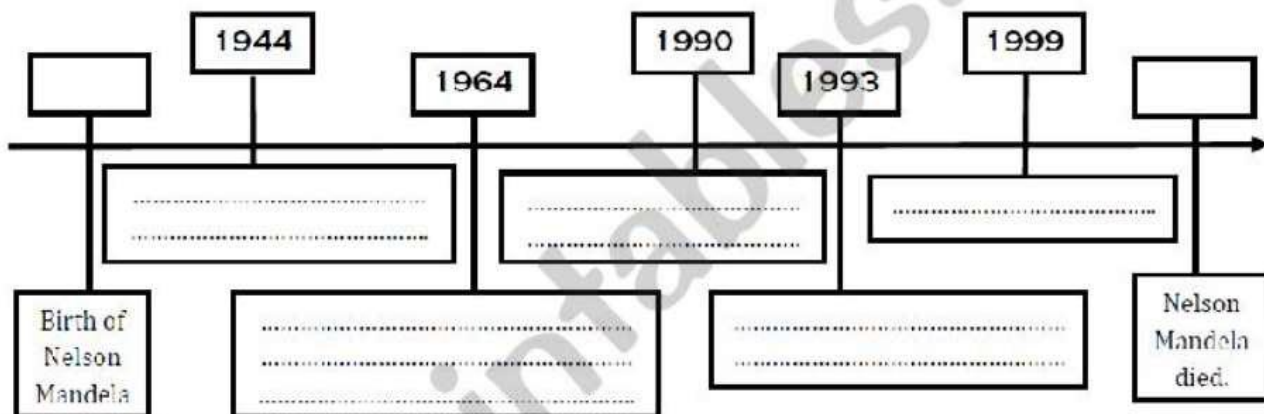 1944
1990
1999
1964
1993
Birth of
Nelson
Mandela
Nelson
Mandela
died.